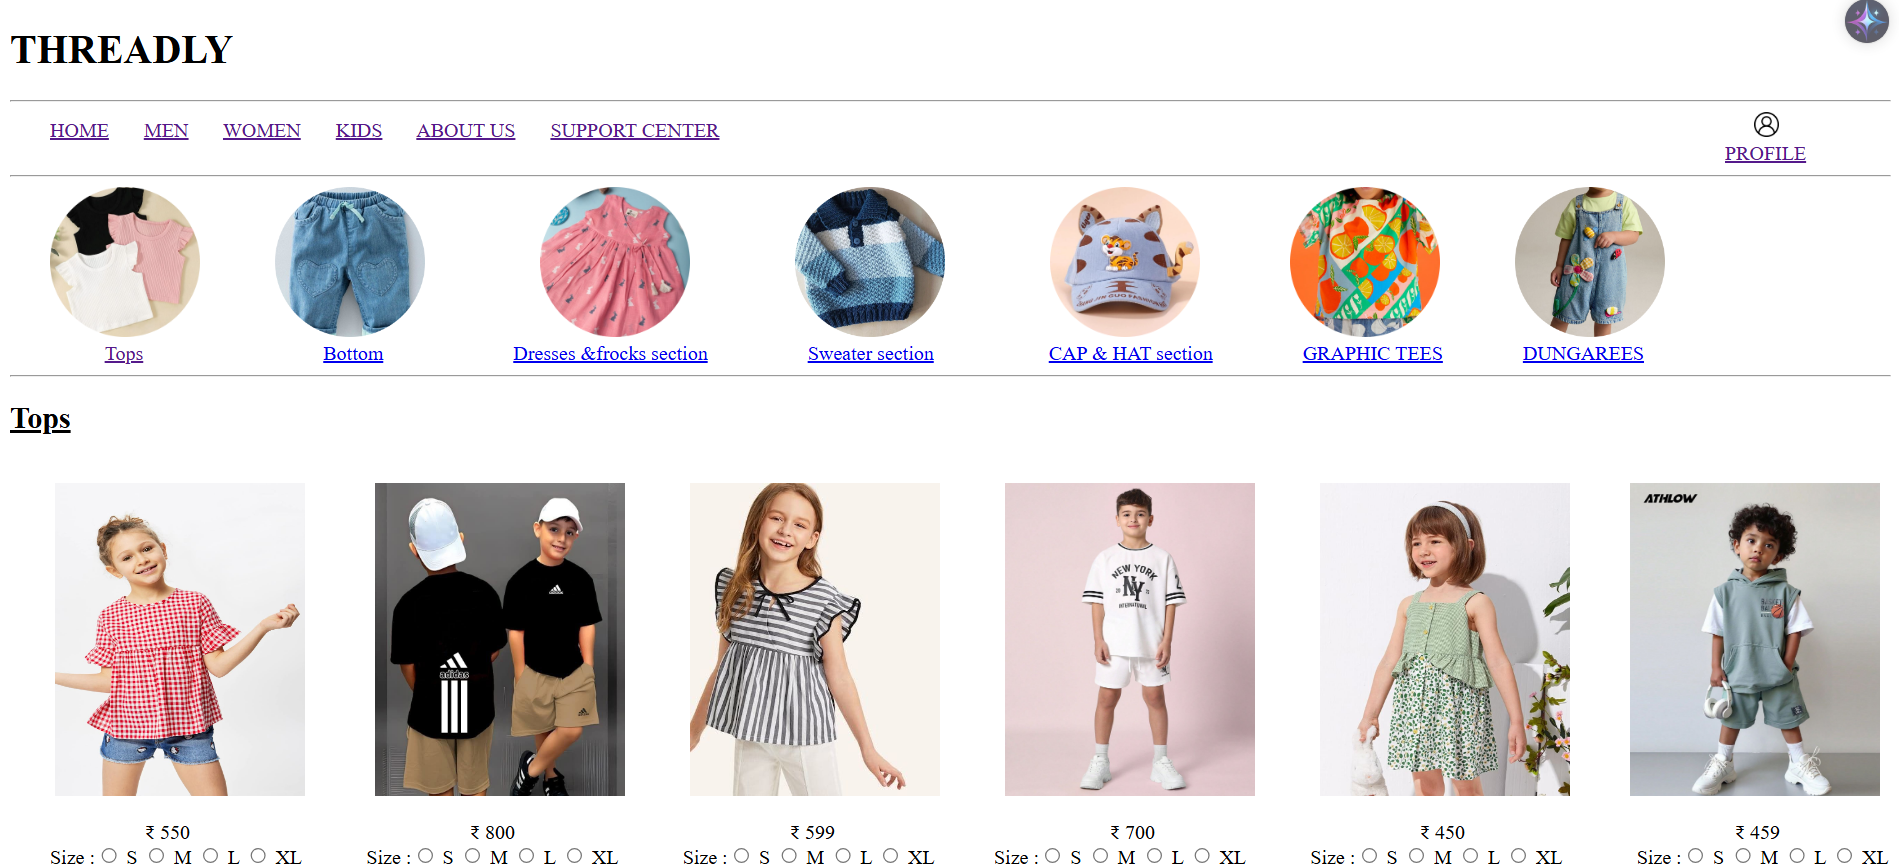 THREADLY
HOME MEN WOMEN KIDS ABOUT US SUPPORT CENTER
PROFILE
Tops Bottom Dresses &frocks section Sweater section CAP & HAT section GRAPHIC TEES DUNGAREES
Tops
adidas
NEW YORK
NY
INTERNATIONAL
ATHLOW
₹ 550 ₹ 800 ₹ 599 ₹ 700 ₹ 450 ₹ 459
Size : S M L XL Size : S M L XL Size : S M L XL Size : S M L XL Size : S M L XL Size : S M L XL